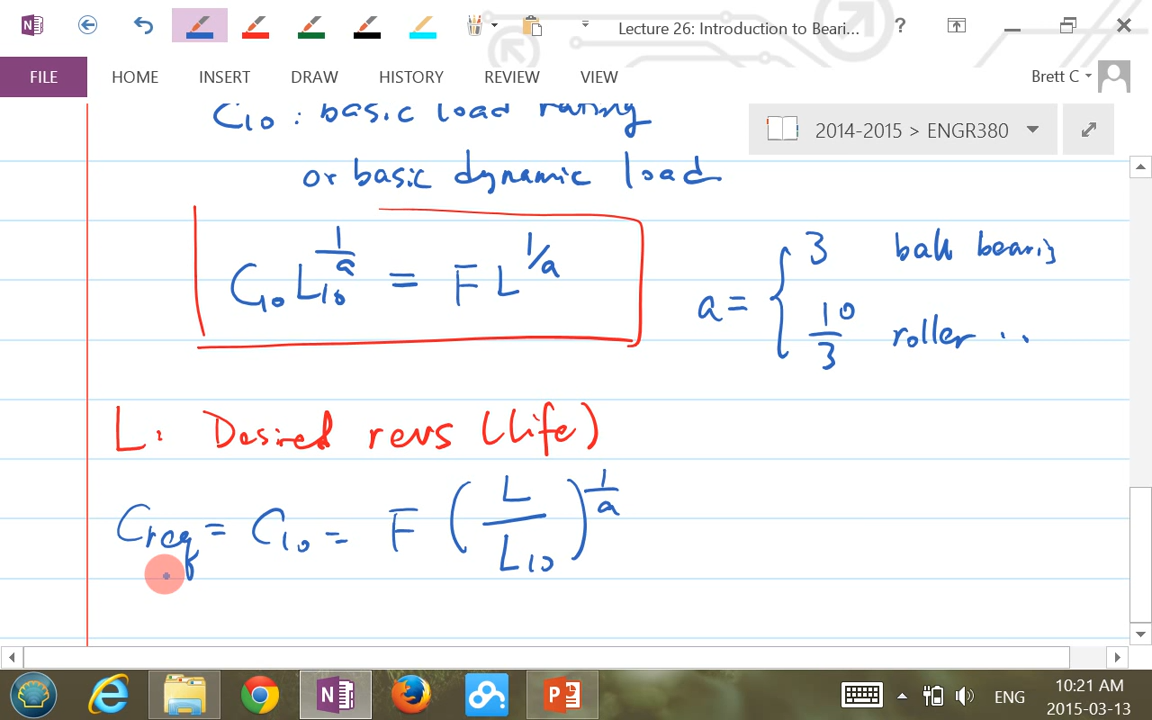 Lecture 26: Introduction to Beari...
?
FILE HOME INSERT DRAW HISTORY REVIEW VIEW
Brett C
2014-2015 > ENGR380
C10 : basic load rating
or basic dynamic load
C10 L10^(1/a) = F L^(1/a)
a = { 3 ball bearig
10/3 roller ..
L: Desired revs (life)
Creq = C10 = F (L/L10)^(1/a)
ENG
10:21 AM
2015-03-13